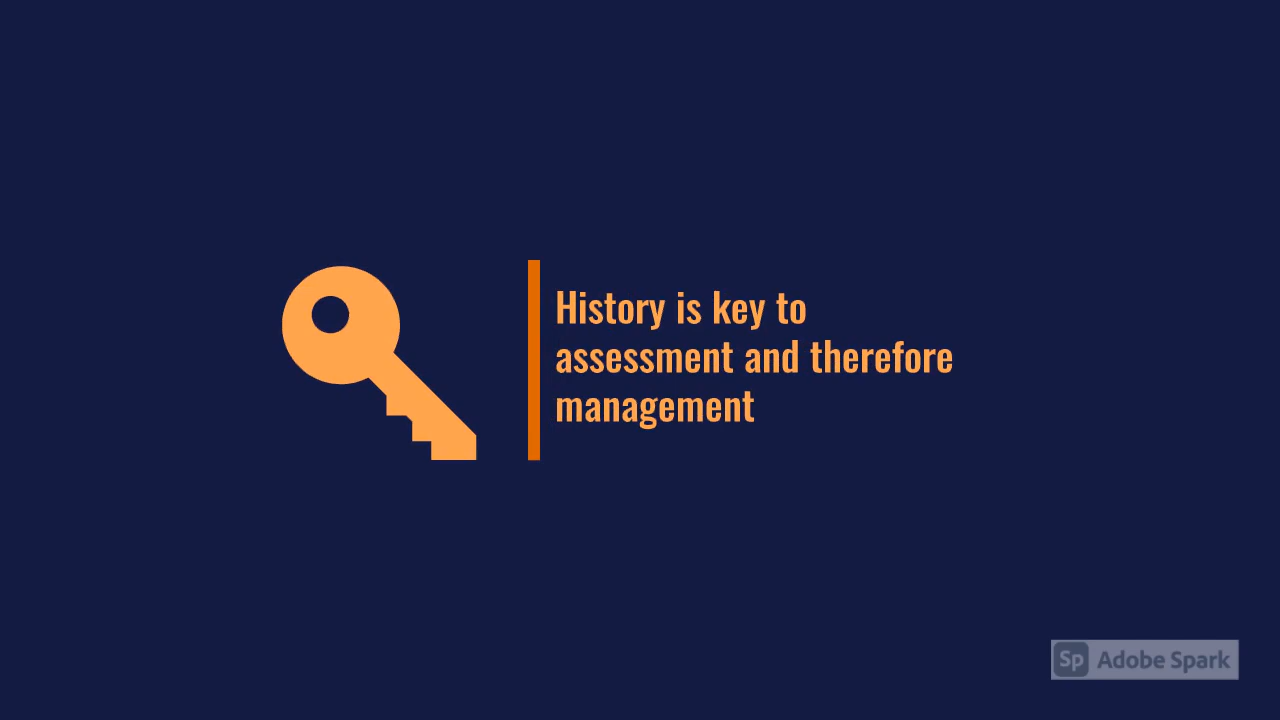 History is key to
assessment and therefore
management
Sp Adobe Spark